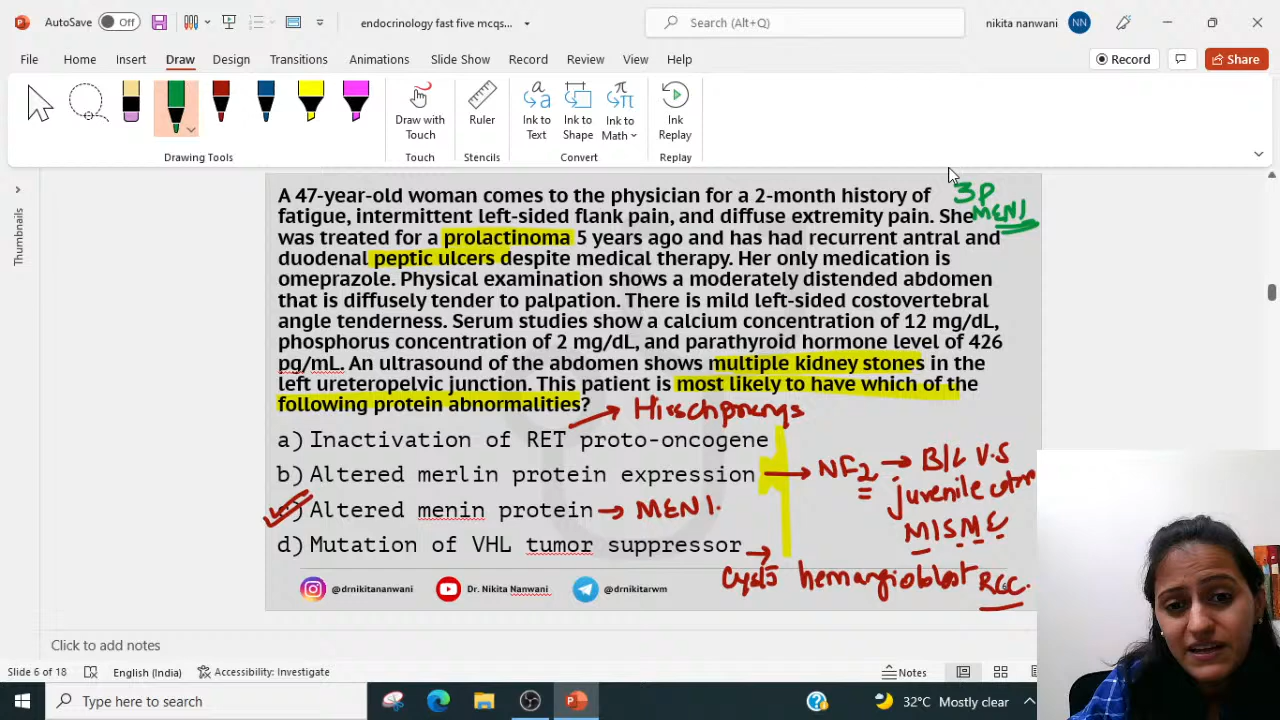 AutoSave Off endocrinology fast five mcqs... Search (Alt+Q) nikita nanwani NN
File Home Insert Draw Design Transitions Animations Slide Show Record Review View Help Record Share
Draw with Touch Ruler Ink to Text Ink to Shape Ink to Math Ink Replay
Drawing Tools Touch Stencils Convert Replay
Thumbnails
A 47-year-old woman comes to the physician for a 2-month history of
3P
fatigue, intermittent left-sided flank pain, and diffuse extremity pain. She
MEN1
was treated for a prolactinoma 5 years ago and has had recurrent antral and
duodenal peptic ulcers despite medical therapy. Her only medication is
omeprazole. Physical examination shows a moderately distended abdomen
that is diffusely tender to palpation. There is mild left-sided costovertebral
angle tenderness. Serum studies show a calcium concentration of 12 mg/dL,
phosphorus concentration of 2 mg/dL, and parathyroid hormone level of 426
pg/mL. An ultrasound of the abdomen shows multiple kidney stones in the
left ureteropelvic junction. This patient is most likely to have which of the
following protein abnormalities?
Hirschprungs
a) Inactivation of RET proto-oncogene
b) Altered merlin protein expression → NF2 → B/L V.S
juvenile
c) Altered menin protein → MEN1.
MISME
d) Mutation of VHL tumor suppressor →
Cysts hemangioblast RCC.
@drnikitananwani Dr. Nikita Nanwani @drnikitarwm
Click to add notes
Slide 6 of 18 English (India) Accessibility: Investigate Notes
Type here to search 32°C Mostly clear